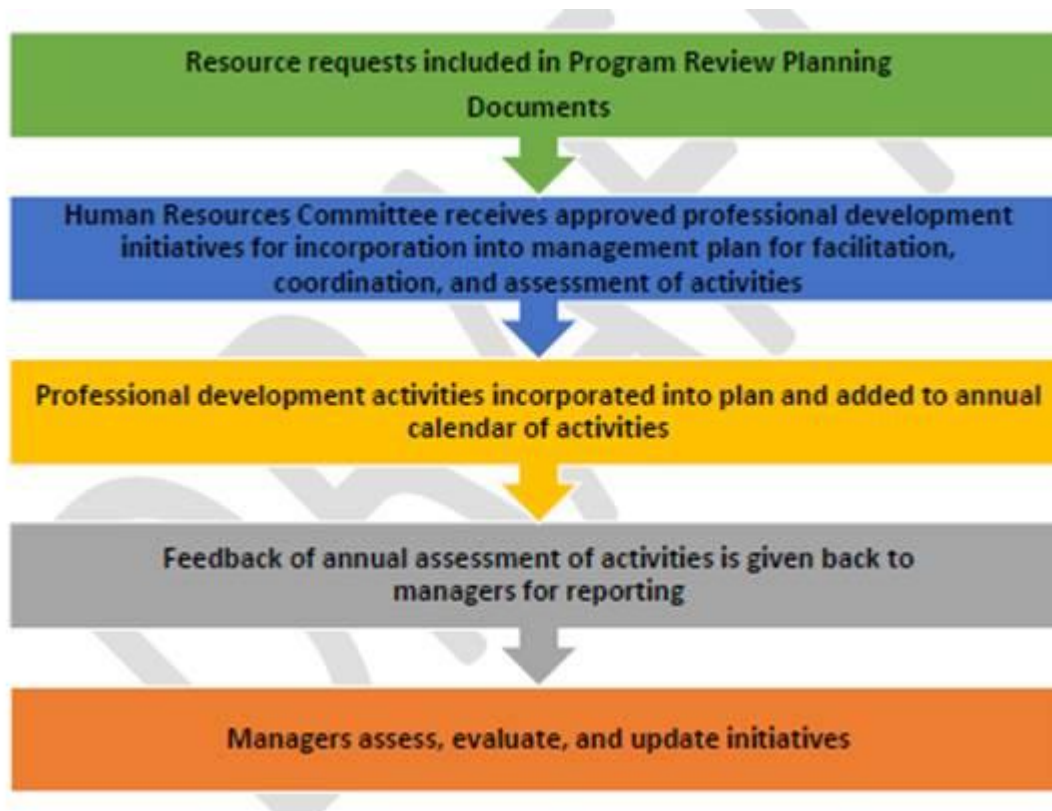 Resource requests included in Program Review Planning
Documents
Human Resources Committee receives approved professional development
initiatives for incorporation into management plan for facilitation,
coordination, and assessment of activities
Professional development activities incorporated into plan and added to annual
calendar of activities
Feedback of annual assessment of activities is given back to
managers for reporting
Managers assess, evaluate, and update initiatives